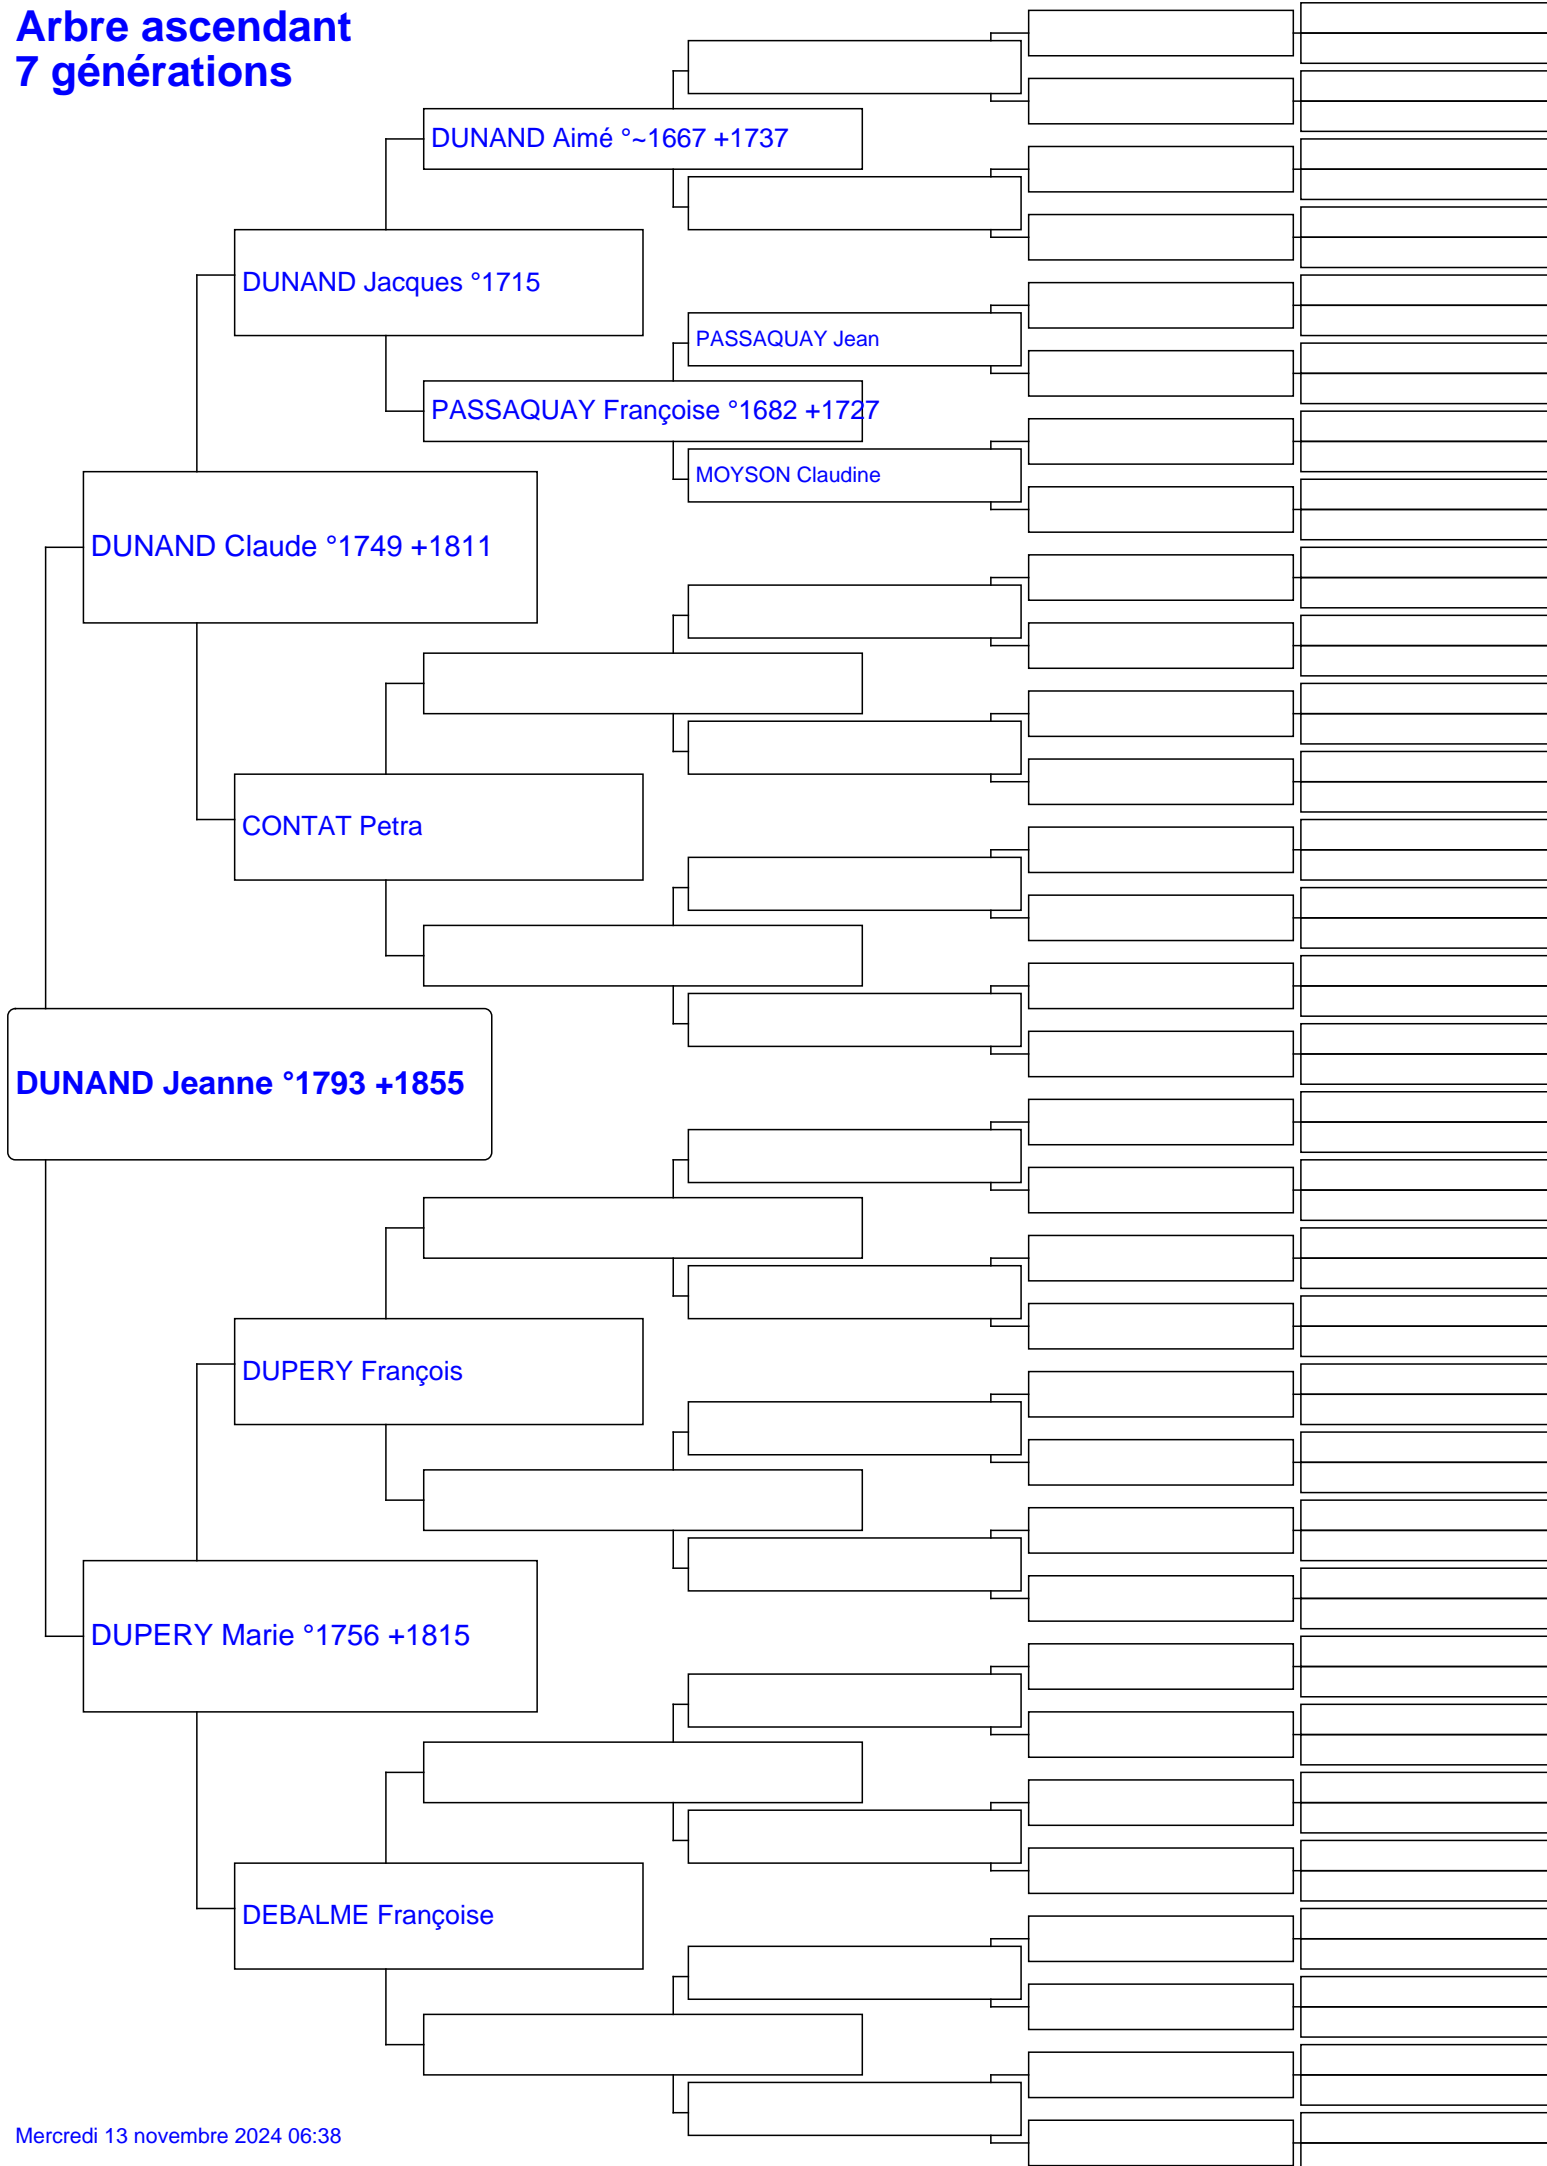 Arbre ascendant
7 générations
DUNAND Aimé °~1667 +1737
DUNAND Jacques °1715
PASSAQUAY Jean
PASSAQUAY Françoise °1682 +1727
MOYSON Claudine
DUNAND Claude °1749 +1811
CONTAT Petra
DUNAND Jeanne °1793 +1855
DUPERY François
DUPERY Marie °1756 +1815
DEBALME Françoise
Mercredi 13 novembre 2024 06:38